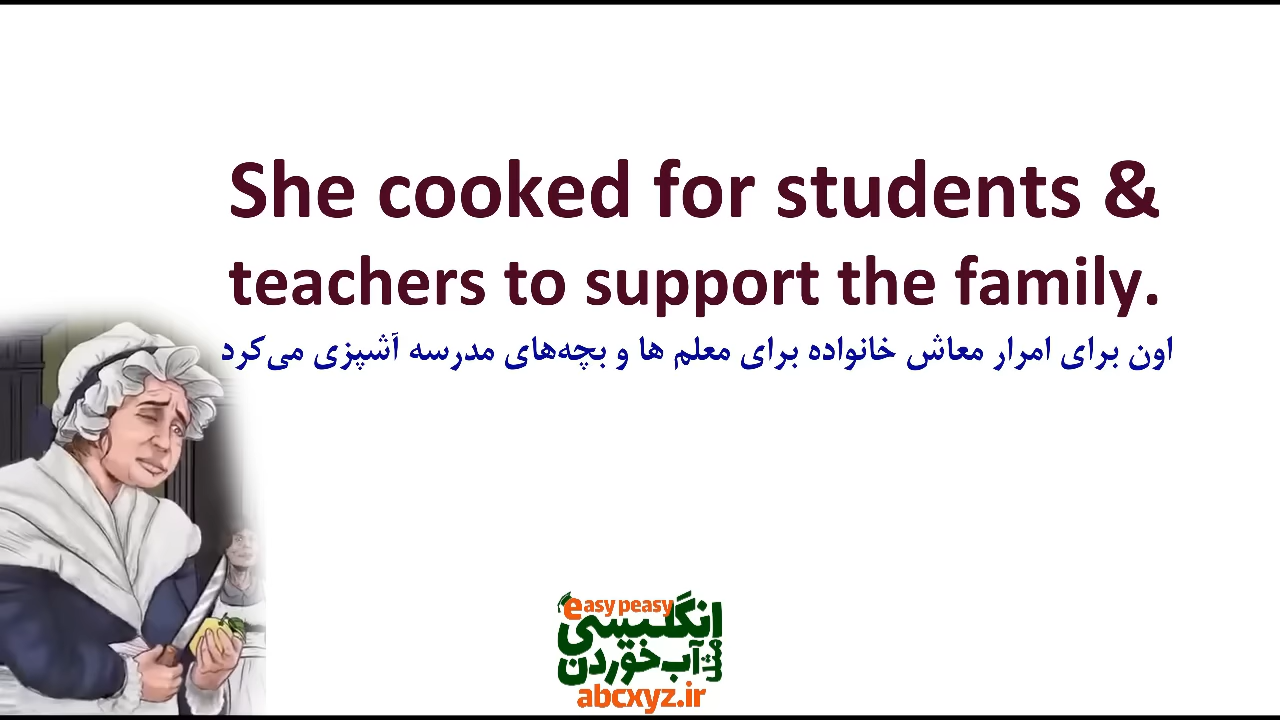 She cooked for students &
teachers to support the family.
اون برای امرار معاش خانواده برای معلم ها و بچه‌های مدرسه آشپزی می‌کرد
easy peasy
انگلیسی
مثل آب خوردن
abcxyz.ir